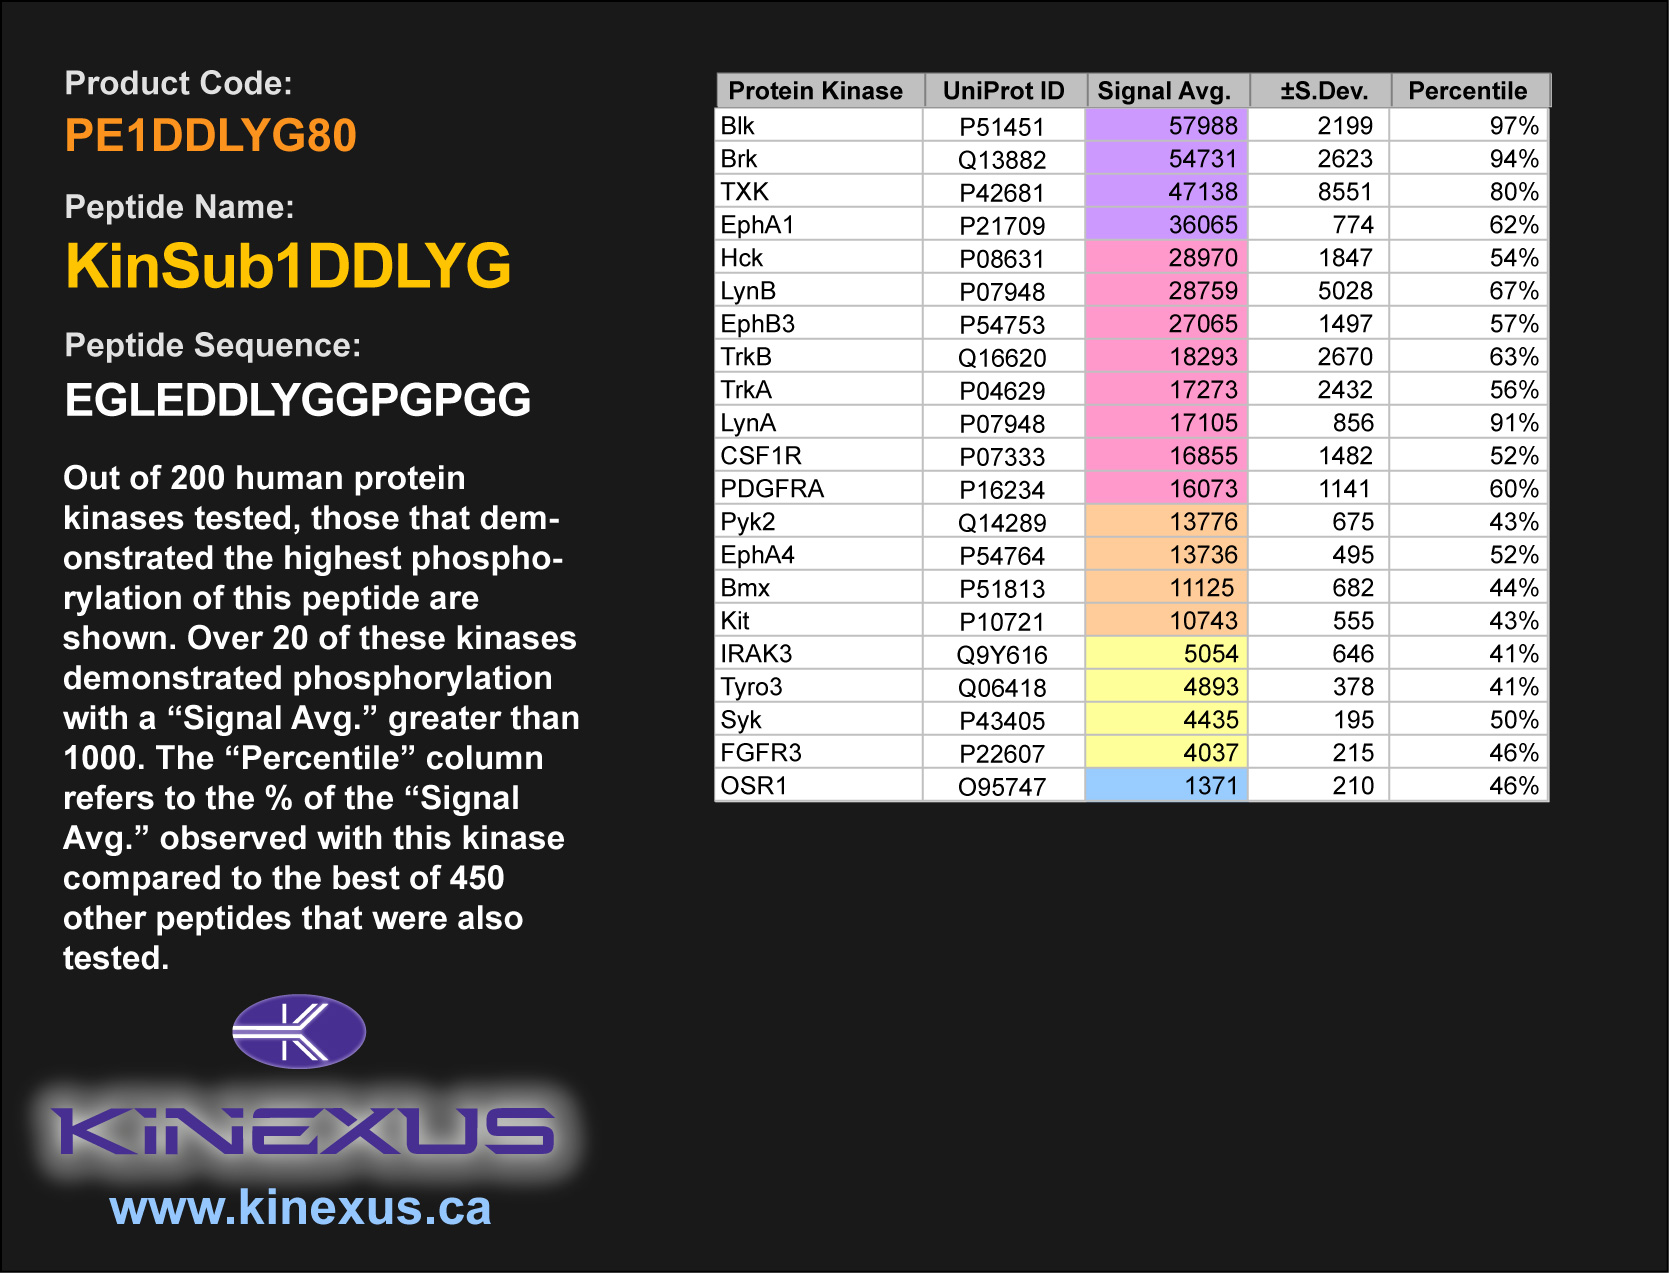 Product Code:
PE1DDLYG80
Peptide Name:
KinSub1DDLYG
Peptide Sequence:
EGLEDDLYGGPGPGG
Out of 200 human protein
kinases tested, those that dem-
onstrated the highest phospho-
rylation of this peptide are
shown. Over 20 of these kinases
demonstrated phosphorylation
with a “Signal Avg.” greater than
1000. The “Percentile” column
refers to the % of the “Signal
Avg.” observed with this kinase
compared to the best of 450
other peptides that were also
tested.
KINEXUS
www.kinexus.ca
Protein Kinase UniProt ID Signal Avg. ±S.Dev. Percentile
Blk P51451 57988 2199 97%
Brk Q13882 54731 2623 94%
TXK P42681 47138 8551 80%
EphA1 P21709 36065 774 62%
Hck P08631 28970 1847 54%
LynB P07948 28759 5028 67%
EphB3 P54753 27065 1497 57%
TrkB Q16620 18293 2670 63%
TrkA P04629 17273 2432 56%
LynA P07948 17105 856 91%
CSF1R P07333 16855 1482 52%
PDGFRA P16234 16073 1141 60%
Pyk2 Q14289 13776 675 43%
EphA4 P54764 13736 495 52%
Bmx P51813 11125 682 44%
Kit P10721 10743 555 43%
IRAK3 Q9Y616 5054 646 41%
Tyro3 Q06418 4893 378 41%
Syk P43405 4435 195 50%
FGFR3 P22607 4037 215 46%
OSR1 O95747 1371 210 46%